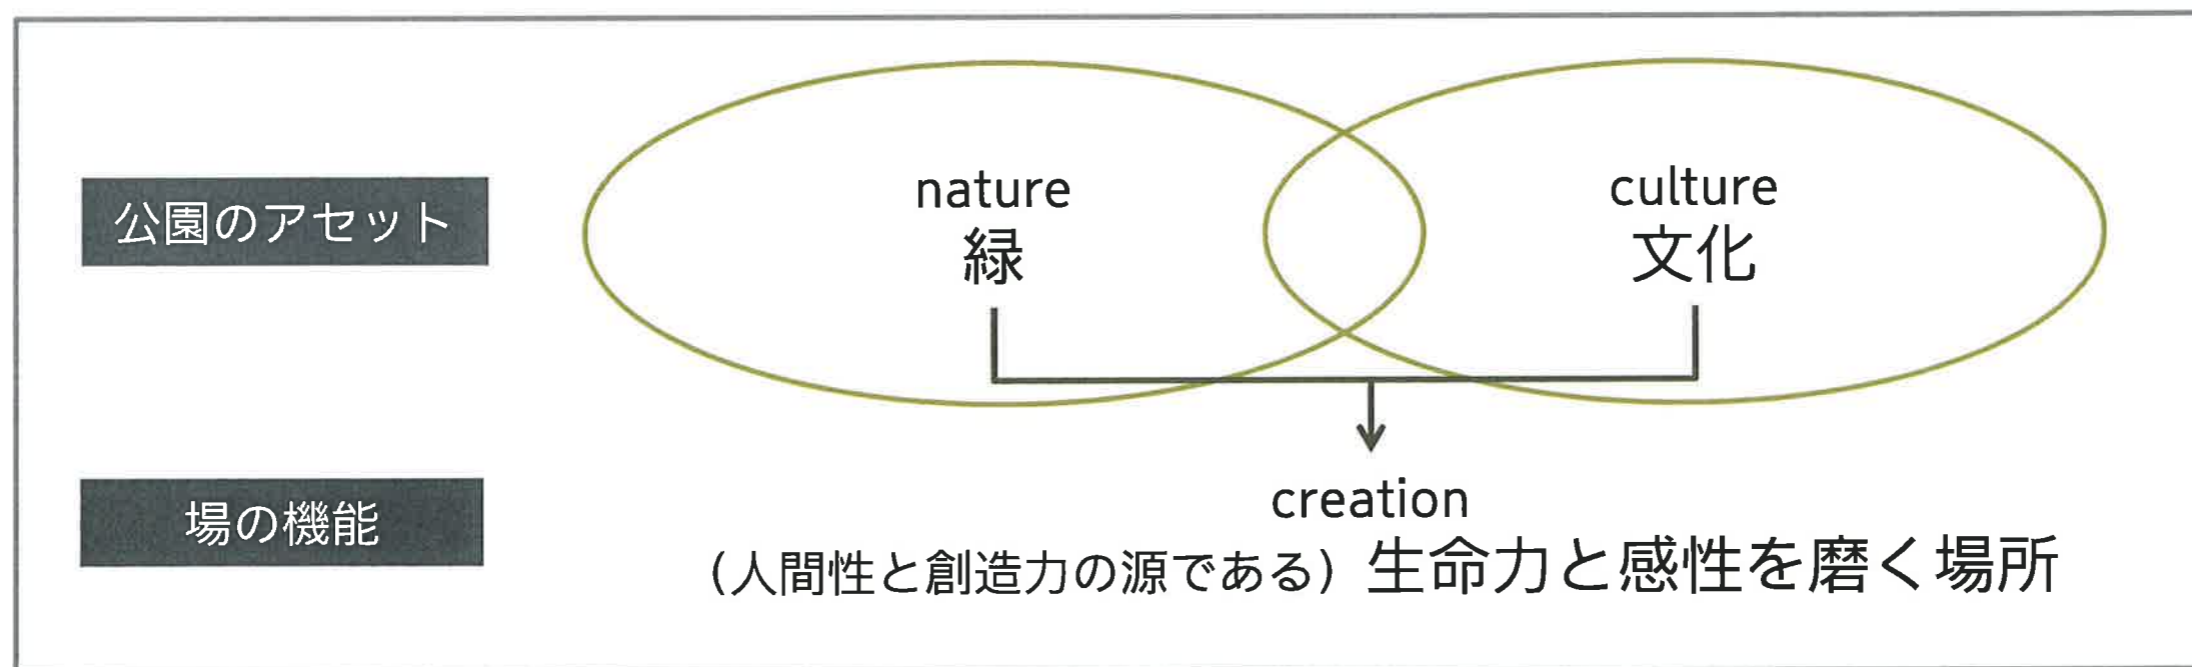 公園のアセット
nature
緑
culture
文化
場の機能
creation
(人間性と創造力の源である) 生命力と感性を磨く場所